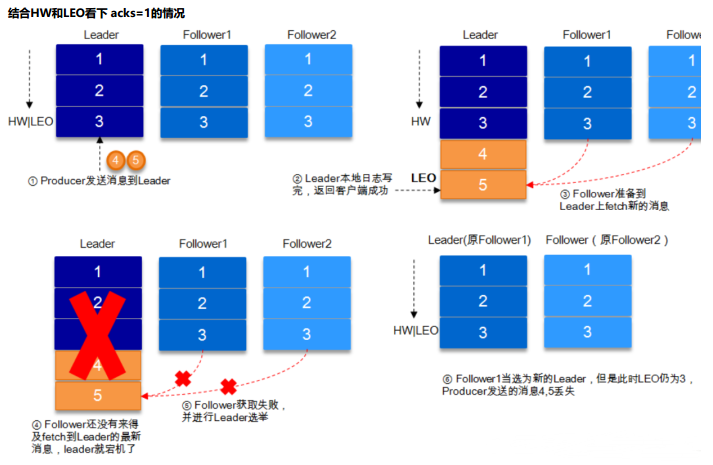 结合HW和LEO看下 acks=1的情况
Leader
Follower1
Follower2
1
1
1
2
2
2
3
3
3
HW|LEO
4 5
① Producer发送消息到Leader
Leader
Follower1
Follower2
1
1
1
2
2
2
3
3
3
HW
4
5
LEO
② Leader本地日志写
完，返回客户端成功
③ Follower准备到
Leader上fetch新的消息
Leader
Follower1
Follower2
1
1
1
2
2
2
3
3
4
5
④ Follower还没有来得
及fetch到Leader的最新
消息，leader就宕机了
⑤ Follower获取失败，
并进行Leader选举
Leader(原Follower1)
Follower（原Follower2）
1
1
2
2
3
3
HW|LEO
⑥ Follower1当选为新的Leader，但是此时LEO仍为3，
Producer发送的消息4,5丢失